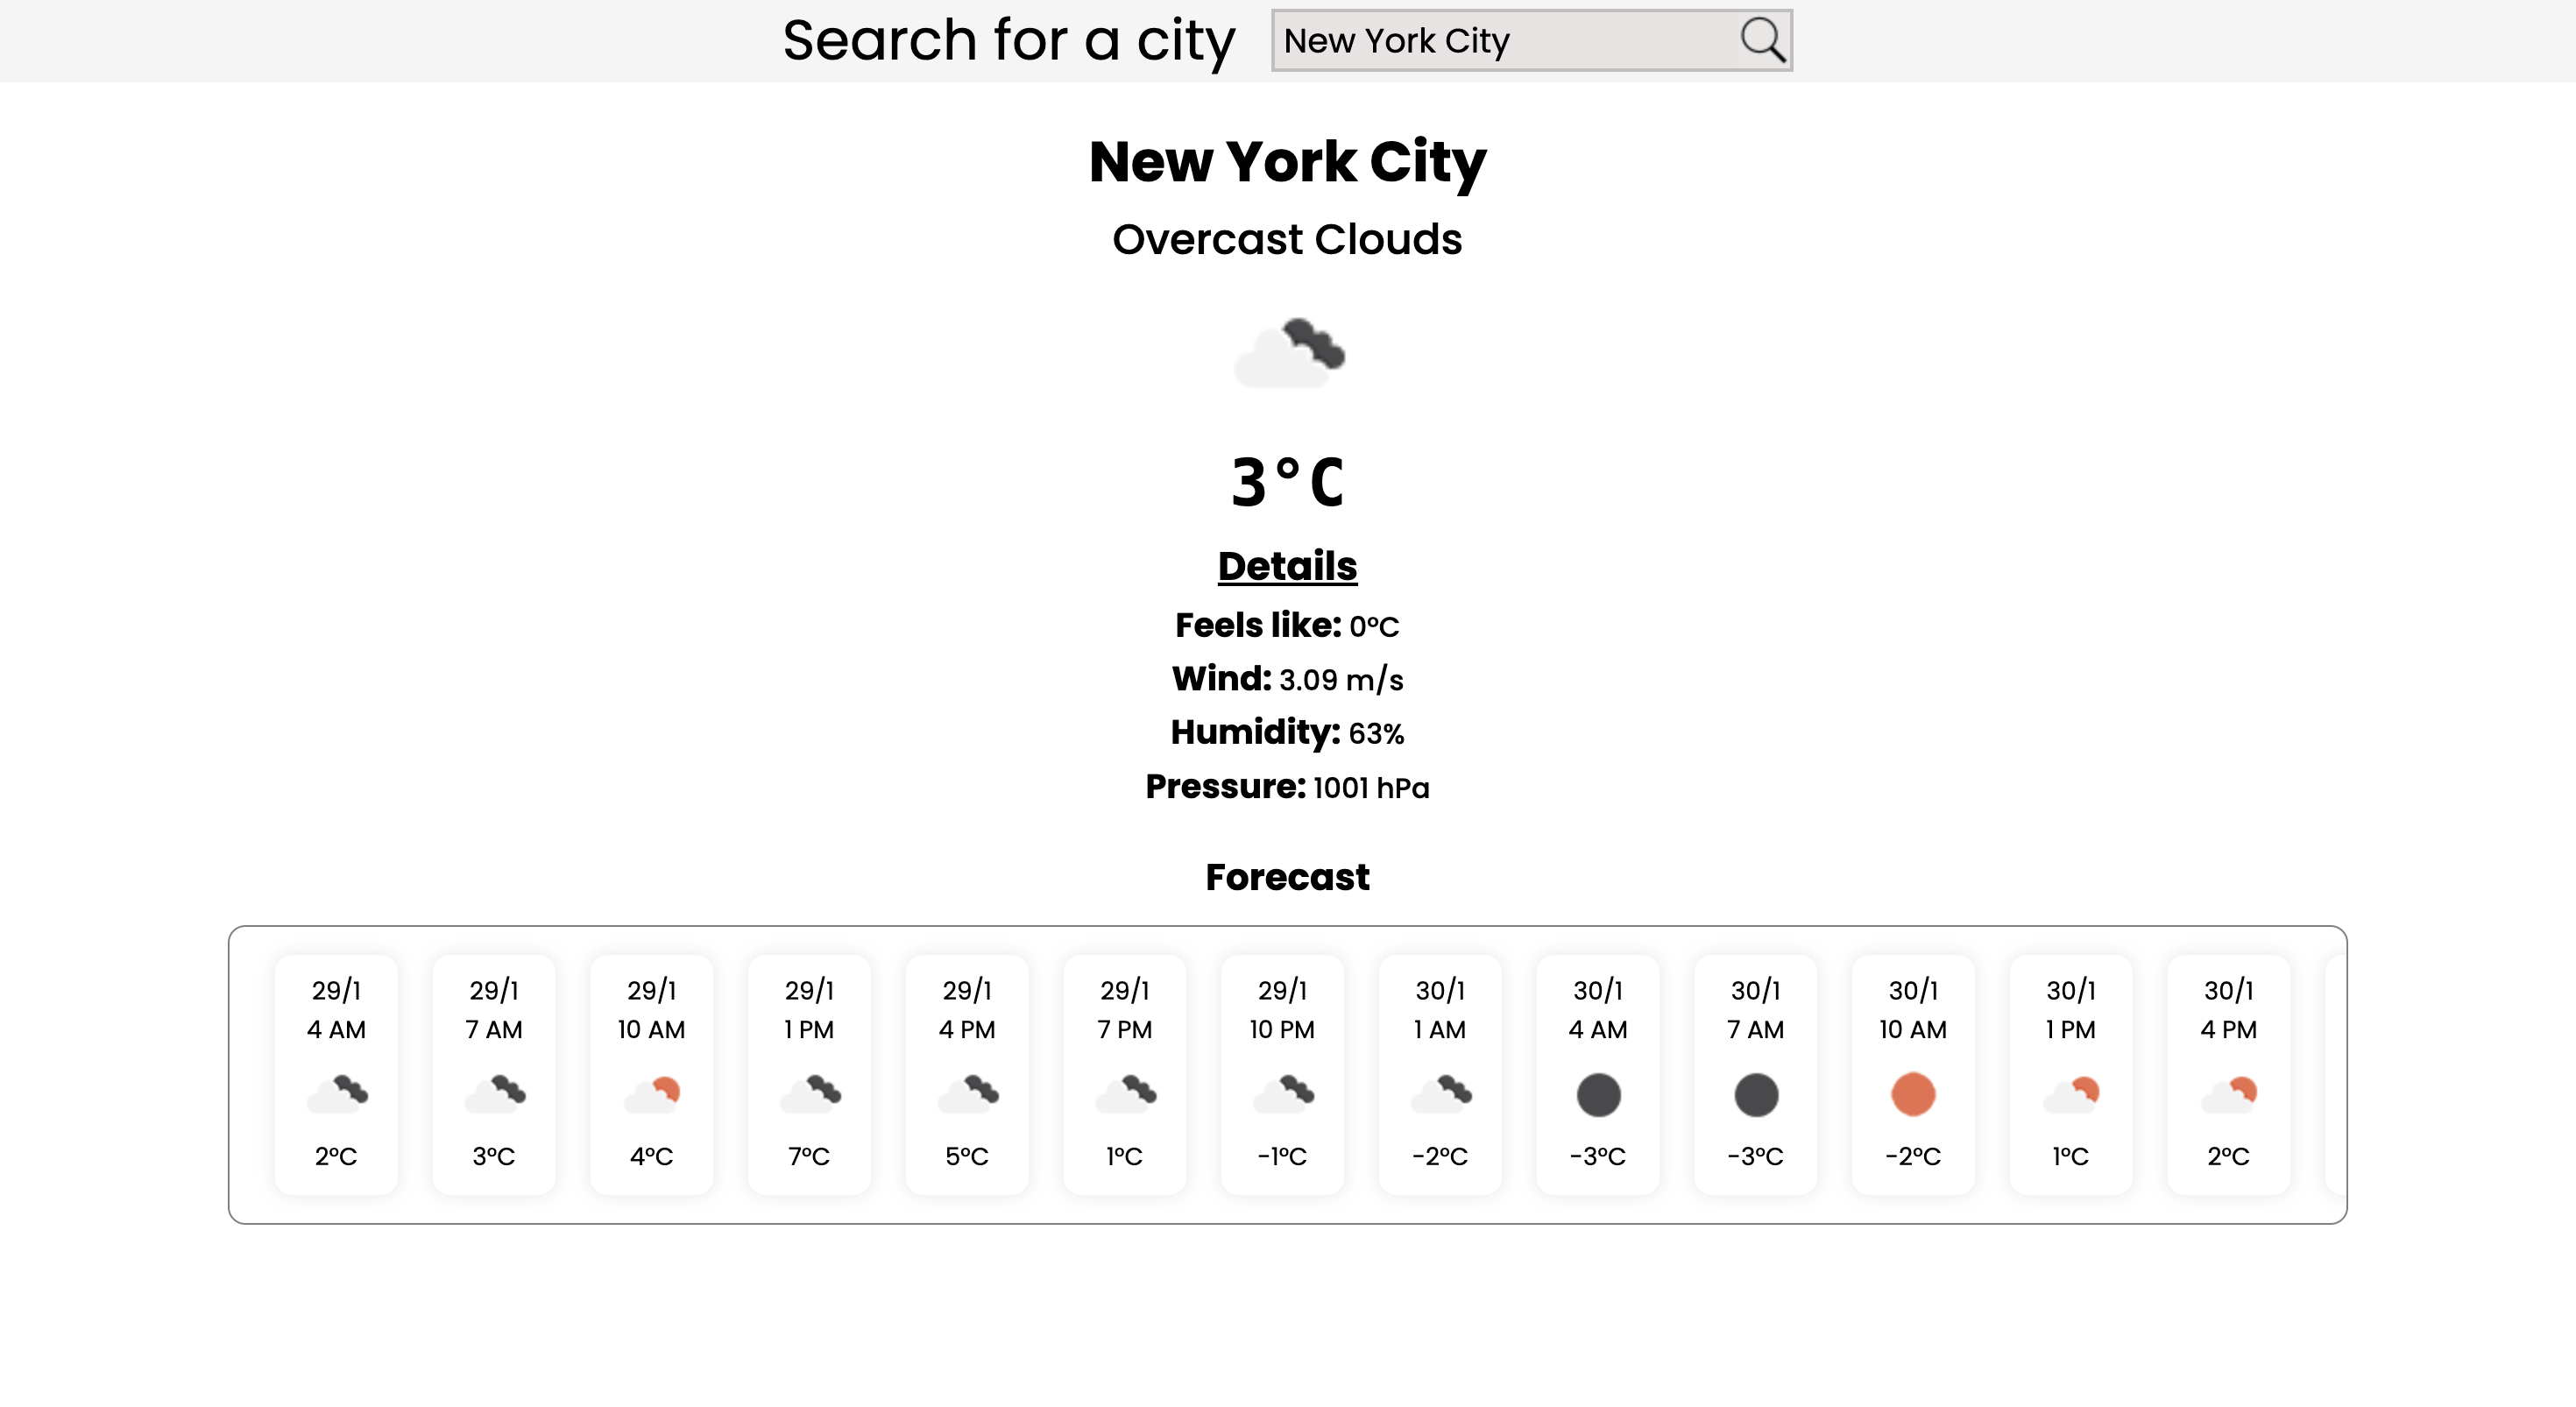 Search for a city
New York City
New York City
Overcast Clouds
3°C
Details
Feels like: 0°C
Wind: 3.09 m/s
Humidity: 63%
Pressure: 1001 hPa
Forecast
29/1
4 AM
2°C
29/1
7 AM
3°C
29/1
10 AM
4°C
29/1
1 PM
7°C
29/1
4 PM
5°C
29/1
7 PM
1°C
29/1
10 PM
-1°C
30/1
1 AM
-2°C
30/1
4 AM
-3°C
30/1
7 AM
-3°C
30/1
10 AM
-2°C
30/1
1 PM
1°C
30/1
4 PM
2°C